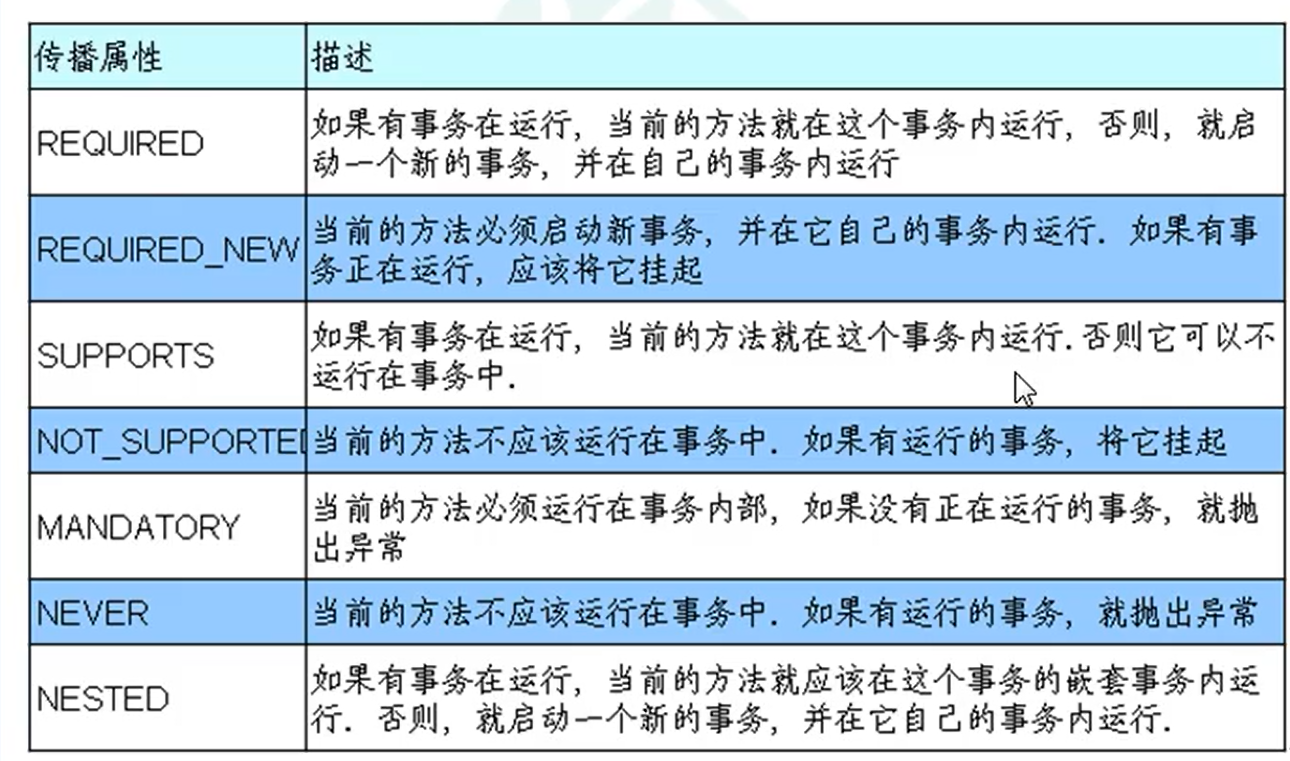 传播属性
描述
REQUIRED
如果有事务在运行，当前的方法就在这个事务内运行，否则，就启
动一个新的事务，并在自己的事务内运行
REQUIRED_NEW
当前的方法必须启动新事务，并在它自己的事务内运行. 如果有事
务正在运行，应该将它挂起
SUPPORTS
如果有事务在运行，当前的方法就在这个事务内运行.否则它可以不
运行在事务中.
NOT_SUPPORTED
当前的方法不应该运行在事务中. 如果有运行的事务，将它挂起
MANDATORY
当前的方法必须运行在事务内部，如果没有正在运行的事务，就抛
出异常
NEVER
当前的方法不应该运行在事务中. 如果有运行的事务，就抛出异常
NESTED
如果有事务在运行，当前的方法就应该在这个事务的嵌套事务内运
行. 否则，就启动一个新的事务，并在它自己的事务内运行.